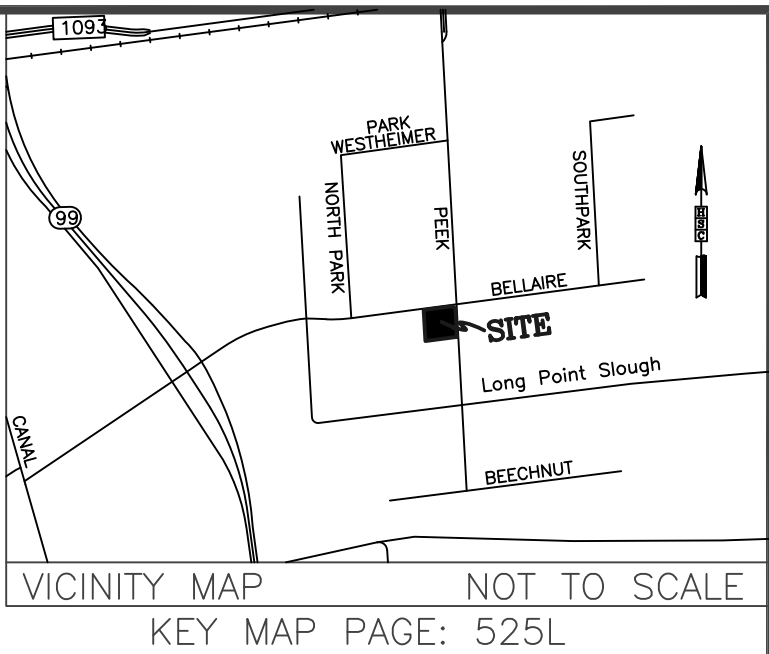 1093
PARK
WESTHEIMER
99
NORTH PARK
PEEK
SOUTHPARK
BELLAIRE
SITE
Long Point Slough
CANAL
BEECHNUT
VICINITY MAP NOT TO SCALE
KEY MAP PAGE: 525L